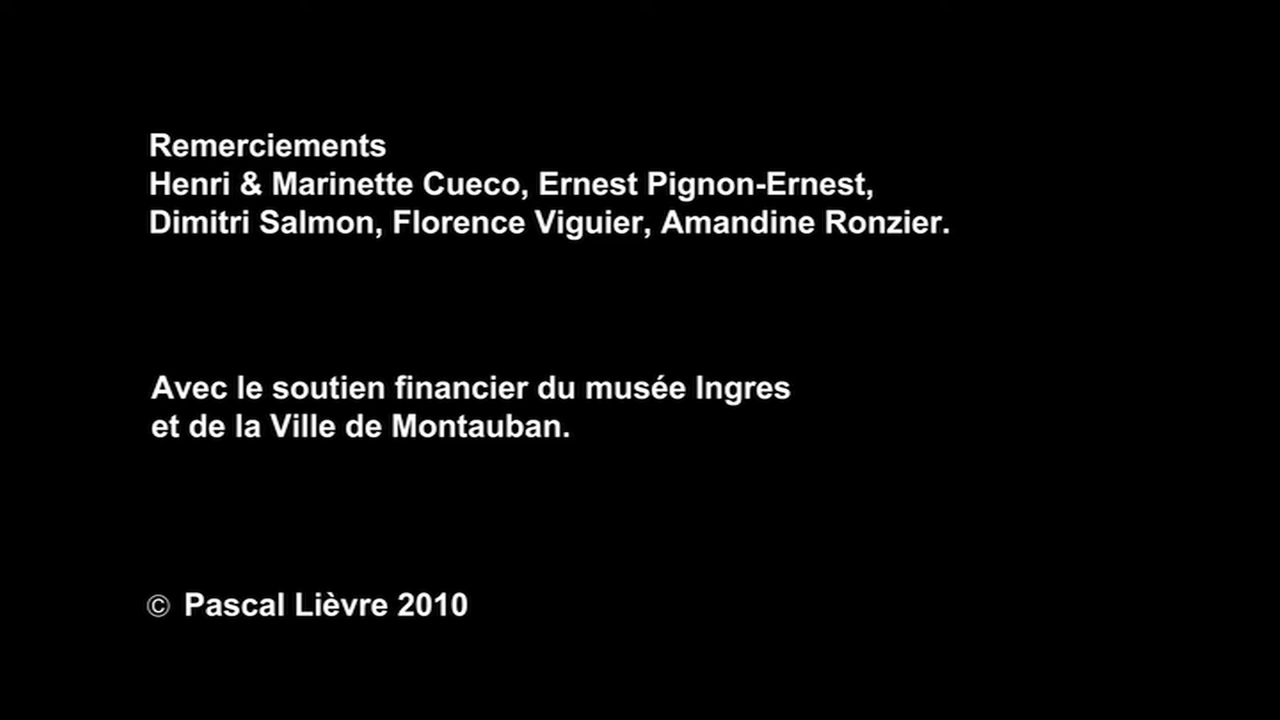 Remerciements
Henri & Marinette Cueco, Ernest Pignon-Ernest,
Dimitri Salmon, Florence Viguier, Amandine Ronzier.
Avec le soutien financier du musée Ingres
et de la Ville de Montauban.
© Pascal Lièvre 2010